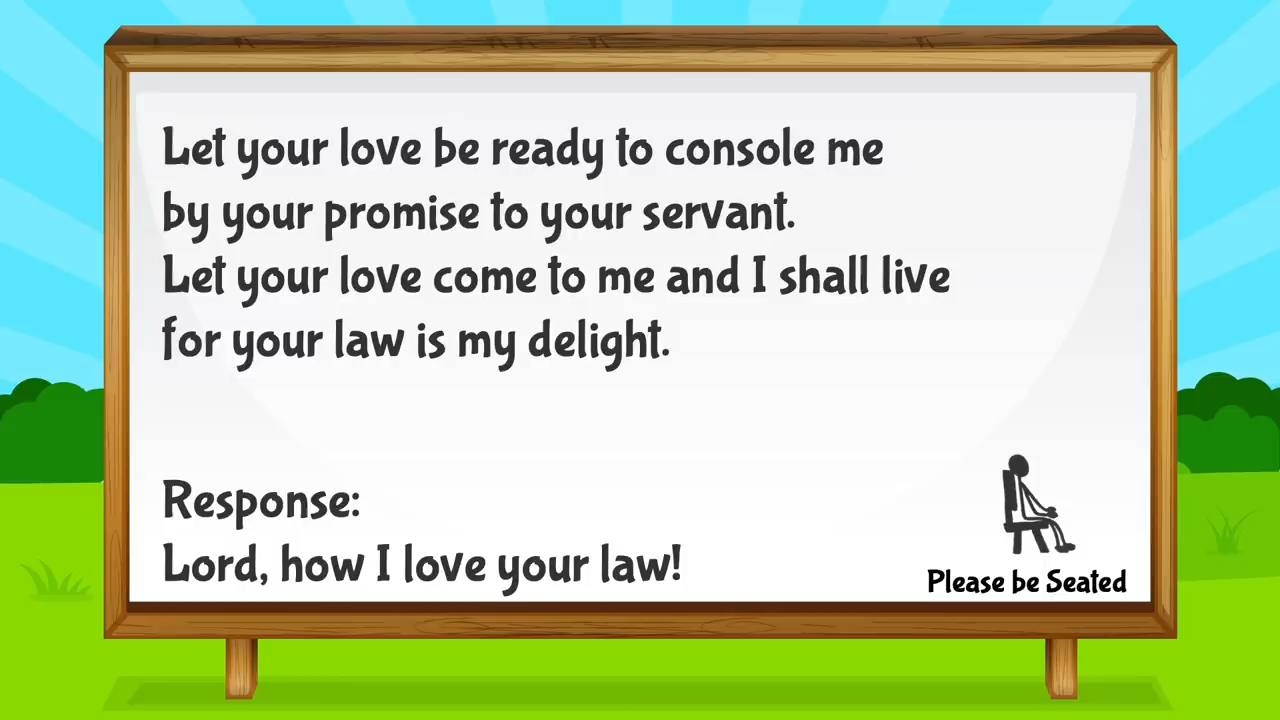 Let your love be ready to console me
by your promise to your servant.
Let your love come to me and I shall live
for your law is my delight.
Response:
Lord, how I love your law!
Please be Seated